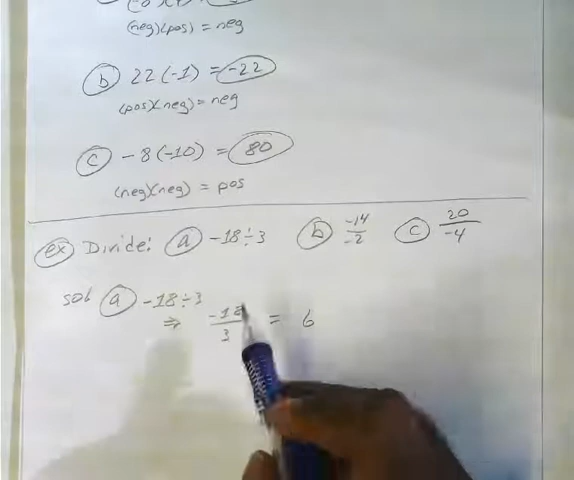 (neg)(pos) = neg
(b) 22(-1) = -22
(pos)(neg) = neg
(c) -8(-10) = 80
(neg)(neg) = pos
(ex) Divide: (a) -18÷3 (b) -14/-2 (c) 20/-4
sol (a) -18÷3
⇒ -18/3 = 6